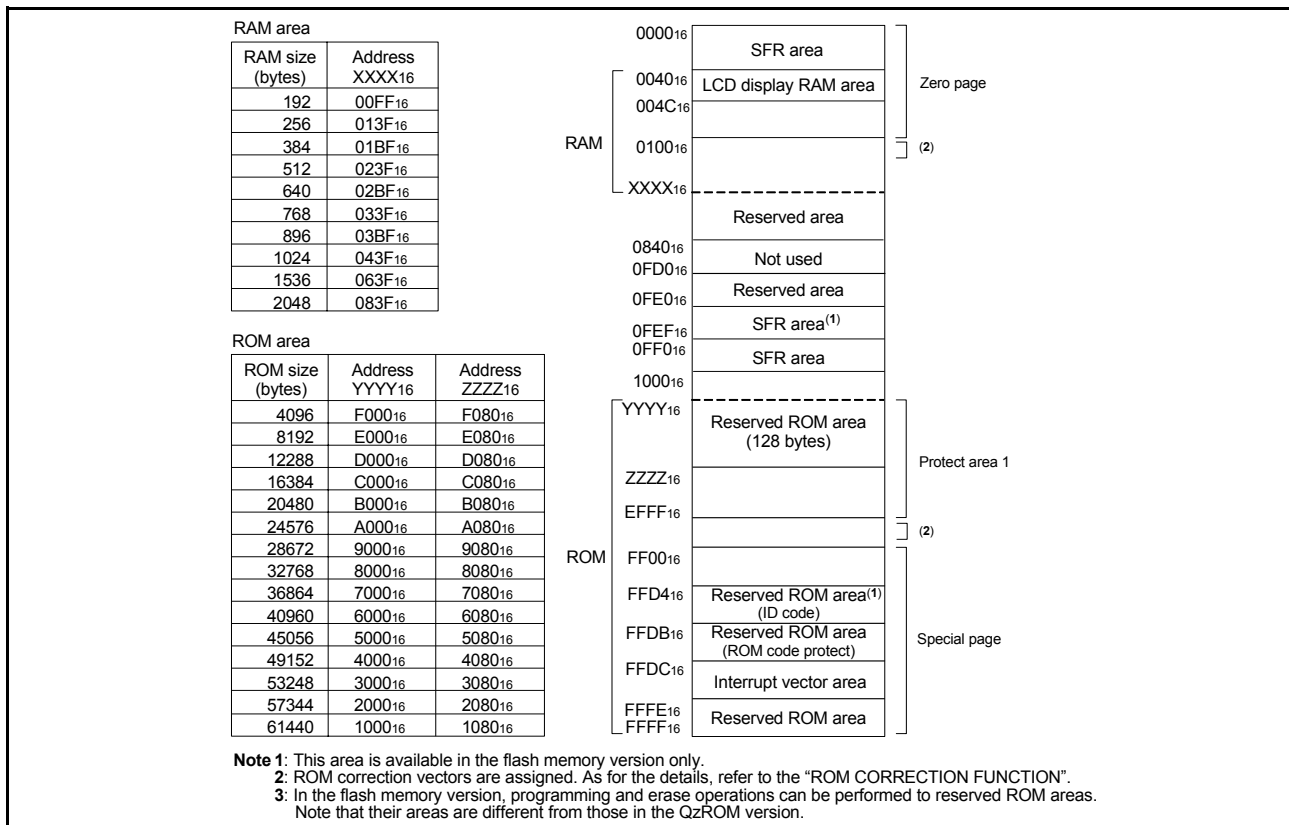 RAM area
RAM size (bytes) Address XXXX16
192 00FF16
256 013F16
384 01BF16
512 023F16
640 02BF16
768 033F16
896 03BF16
1024 043F16
1536 063F16
2048 083F16
ROM area
ROM size (bytes) Address YYYY16 Address ZZZZ16
4096 F00016 F08016
8192 E00016 E08016
12288 D00016 D08016
16384 C00016 C08016
20480 B00016 B08016
24576 A00016 A08016
28672 900016 908016
32768 800016 808016
36864 700016 708016
40960 600016 608016
45056 500016 508016
49152 400016 408016
53248 300016 308016
57344 200016 208016
61440 100016 108016
000016
SFR area
004016
LCD display RAM area
Zero page
004C16
RAM
010016
(2)
XXXX16
Reserved area
084016
Not used
0FD016
Reserved area
0FE016
SFR area(1)
0FEF16
0FF016
SFR area
100016
YYYY16
Reserved ROM area
(128 bytes)
Protect area 1
ZZZZ16
EFFF16
(2)
ROM
FF0016
FFD416
Reserved ROM area(1)
(ID code)
FFDB16
Reserved ROM area
(ROM code protect)
Special page
FFDC16
Interrupt vector area
FFFE16
Reserved ROM area
FFFF16
Note 1: This area is available in the flash memory version only.
2: ROM correction vectors are assigned. As for the details, refer to the “ROM CORRECTION FUNCTION”.
3: In the flash memory version, programming and erase operations can be performed to reserved ROM areas.
Note that their areas are different from those in the QzROM version.